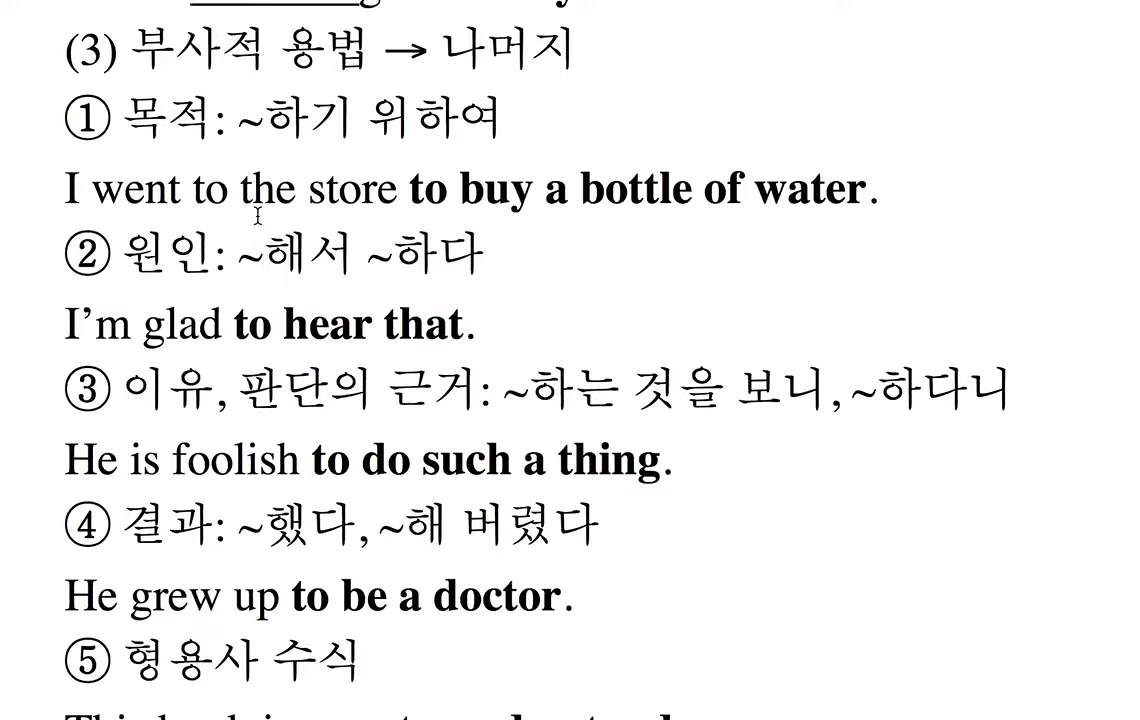 (3) 부사적 용법 → 나머지
① 목적: ~하기 위하여
I went to the store to buy a bottle of water.
② 원인: ~해서 ~하다
I’m glad to hear that.
③ 이유, 판단의 근거: ~하는 것을 보니, ~하다니
He is foolish to do such a thing.
④ 결과: ~했다, ~해 버렸다
He grew up to be a doctor.
⑤ 형용사 수식